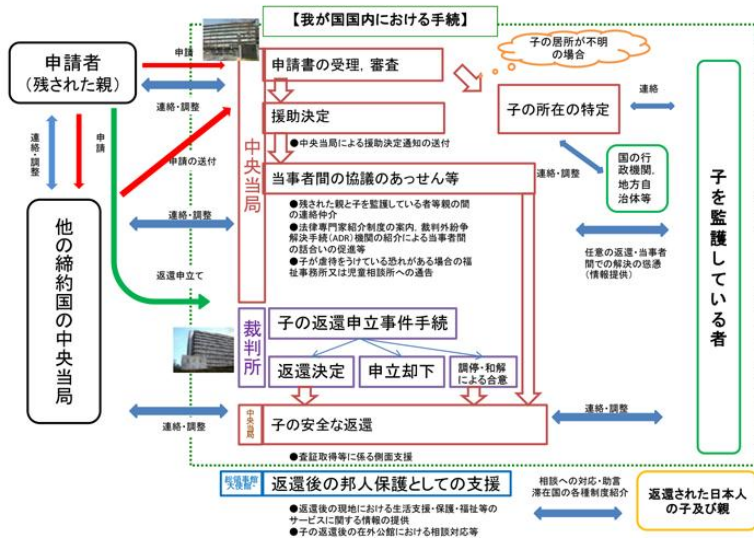 【我が国国内における手続】
申請者
(残された親)
申請
連絡・調整
申請書の受理, 審査
子の居所が不明
の場合
連絡・調整
申請
申請の送付
中央当局
援助決定
●中央当局による援助決定通知の送付
子の所在の特定
連絡
連絡・調整
国の行
政機関,
地方自
治体等
当事者間の協議のあっせん等
●残された親と子を監護している者等親の間
の連絡仲介
●法律専門家紹介制度の案内, 裁判外紛争
解決手続(ADR)機関の紹介による当事者間
の話合いの促進等
●子が虐待をうけている恐れがある場合の福
祉事務所又は児童相談所への通告
連絡・調整
任意の返還・当事者
間での解決の慫慂
(情報提供)
子を監護している者
他の締約国の中央当局
返還申立て
裁判所
子の返還申立事件手続
返還決定
申立却下
調停・和解
による合意
連絡・調整
中央当局
子の安全な返還
連絡・調整
●査証取得等に係る側面支援
返還後の邦人保護としての支援
●返還後の現地における生活支援・保護・福祉等の
サービスに関する情報の提供
●子の返還後の在外公館における相談対応等
相談への対応・助言
滞在国の各種制度紹介
返還された日本人
の子及び親